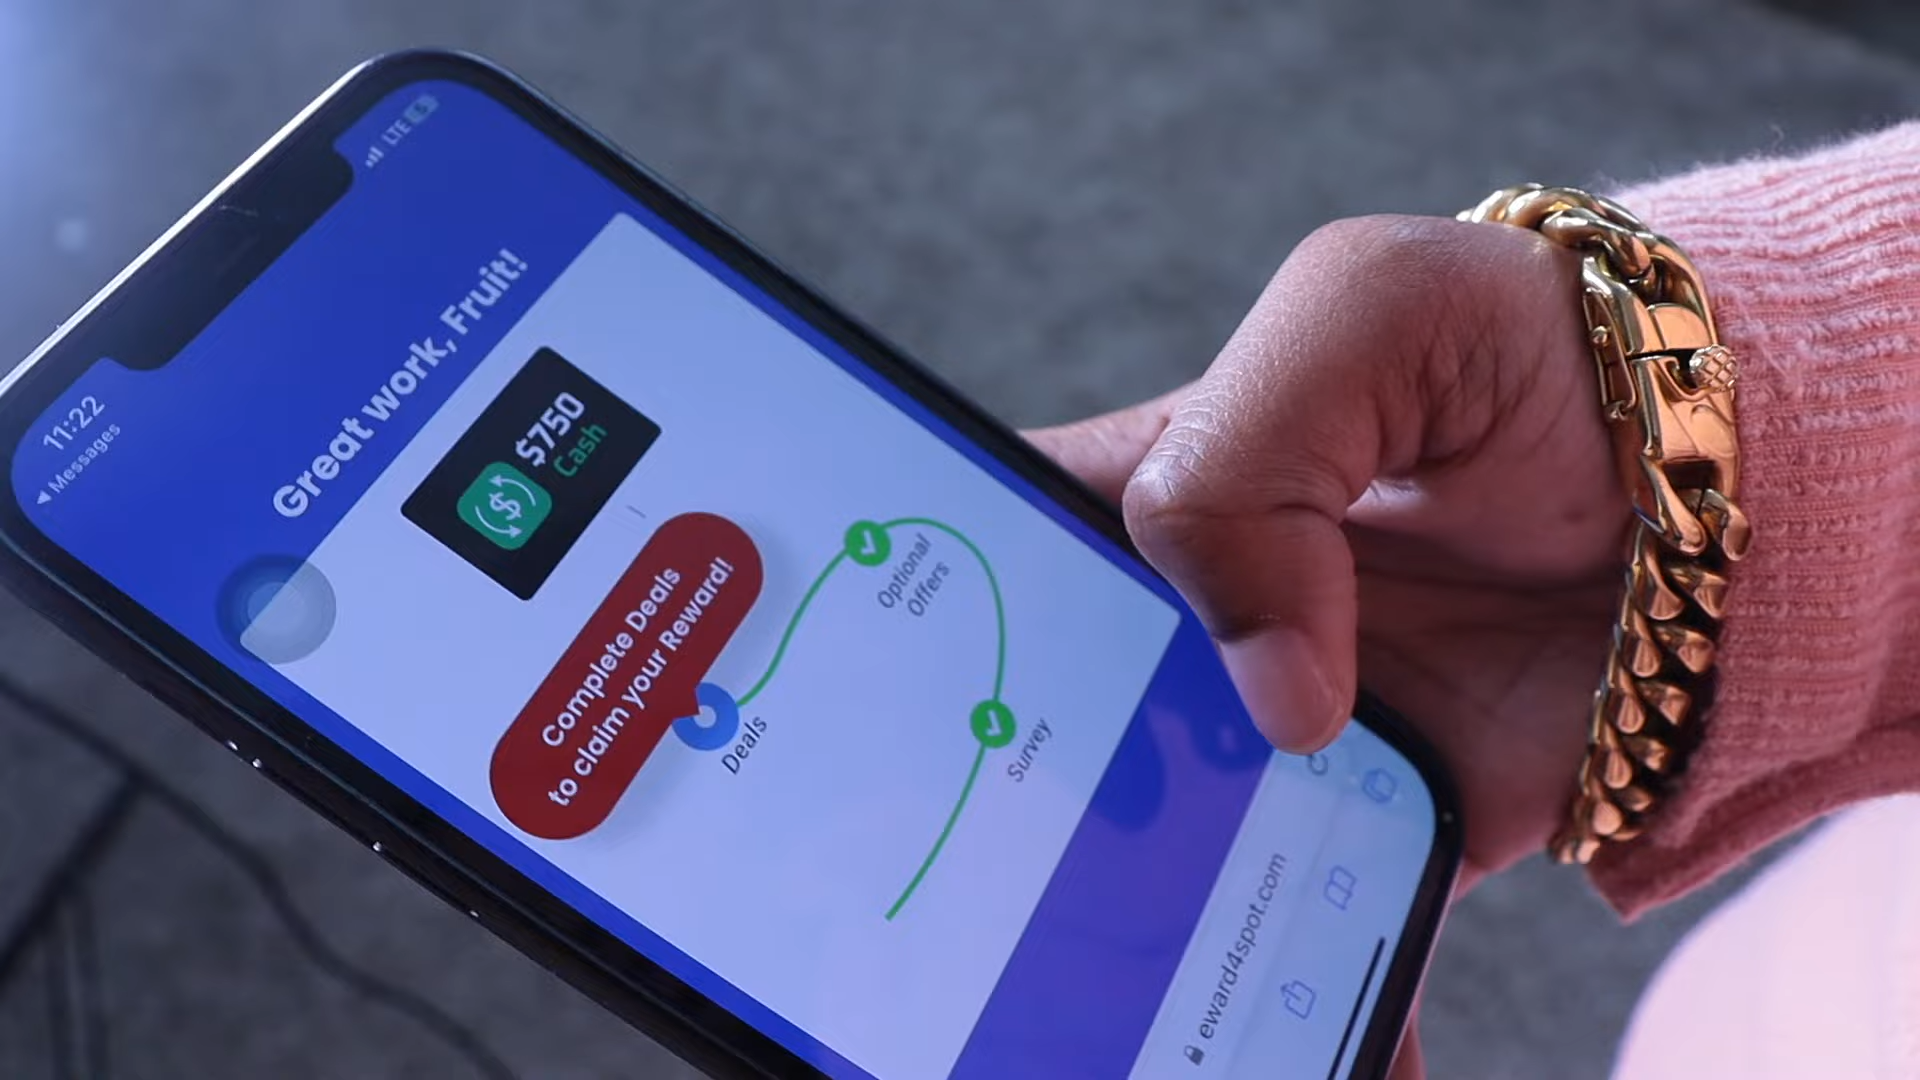 11:22
LTE 5
Messages
Great work, Fruit!
$750
Cash
$
Complete Deals
to claim your Reward!
Deals
Optional
Offers
Survey
eward4spot.com